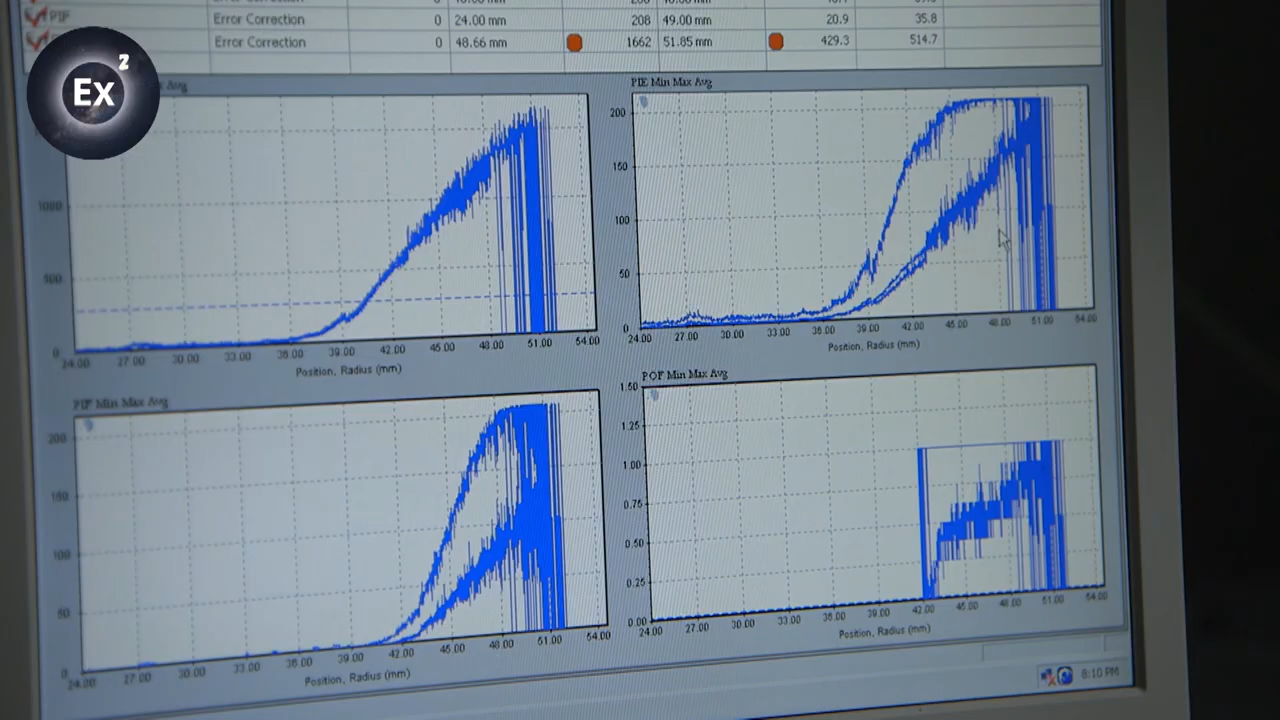 PIF Error Correction 0 24.00 mm 208 49.00 mm 20.9 35.8
Error Correction 0 48.66 mm 1662 51.85 mm 429.3 514.7
Ex²
Avg
1000
500
0
24.00 27.00 30.00 33.00 36.00 39.00 42.00 45.00 48.00 51.00 54.00
Position, Radius (mm)
PIE Min Max Avg
200
150
100
50
0
24.00 27.00 30.00 33.00 36.00 39.00 42.00 45.00 48.00 51.00 54.00
Position, Radius (mm)
PIF Min Max Avg
200
150
100
50
0
24.00 27.00 30.00 33.00 36.00 39.00 42.00 45.00 48.00 51.00 54.00
Position, Radius (mm)
POF Min Max Avg
1.50
1.25
1.00
0.75
0.50
0.25
0.00
24.00 27.00 30.00 33.00 36.00 39.00 42.00 45.00 48.00 51.00 54.00
Position, Radius (mm)
8:10 PM